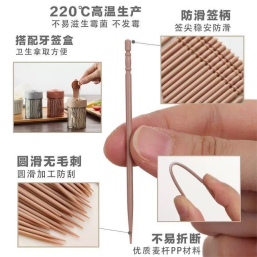 220℃高温生产
不易滋生霉菌 不发霉
防滑签柄
签尖稳安防滑
搭配牙签盒
卫生拿取方便
圆滑无毛刺
圆滑加工防刮
不易折断
优质麦杆PP材料